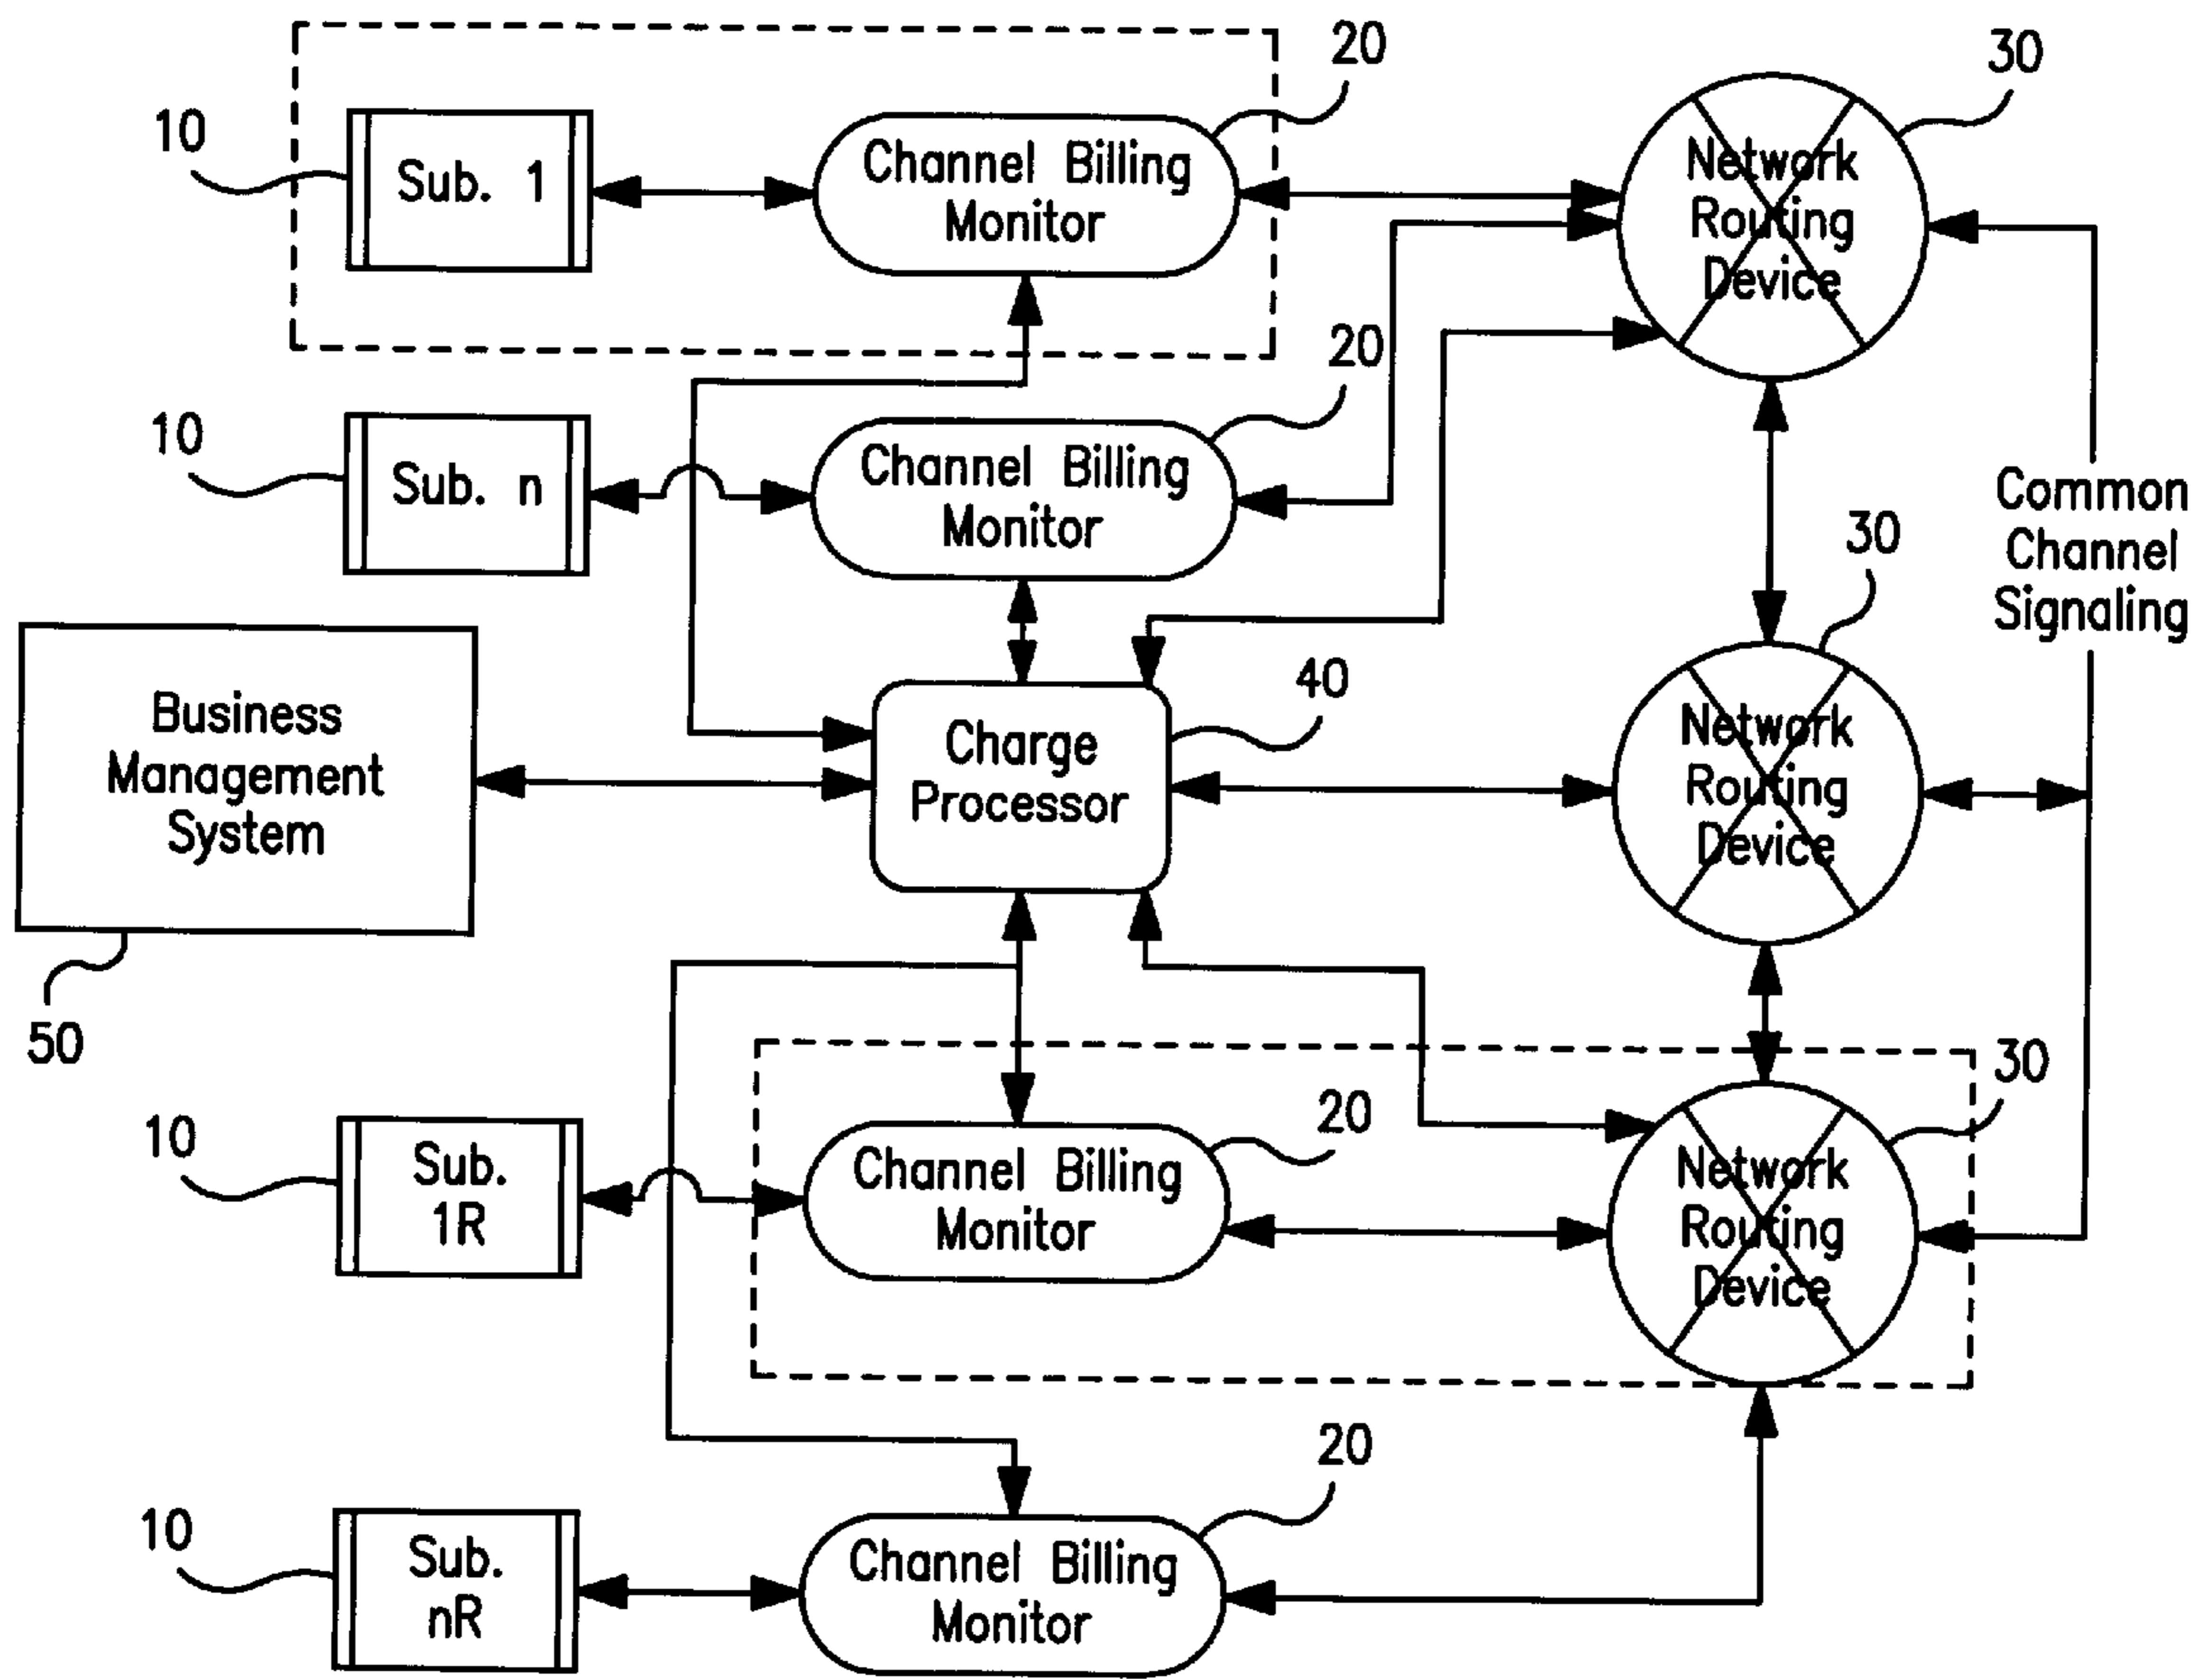 20
30
10
Sub. 1
Channel Billing
Monitor
Network
Routing
Device
20
10
Sub. n
Channel Billing
Monitor
Common
Channel
Signaling
30
Business
Management
System
40
Charge
Processor
Network
Routing
Device
50
30
10
Sub.
1R
20
Channel Billing
Monitor
Network
Routing
Device
20
10
Sub.
nR
Channel Billing
Monitor